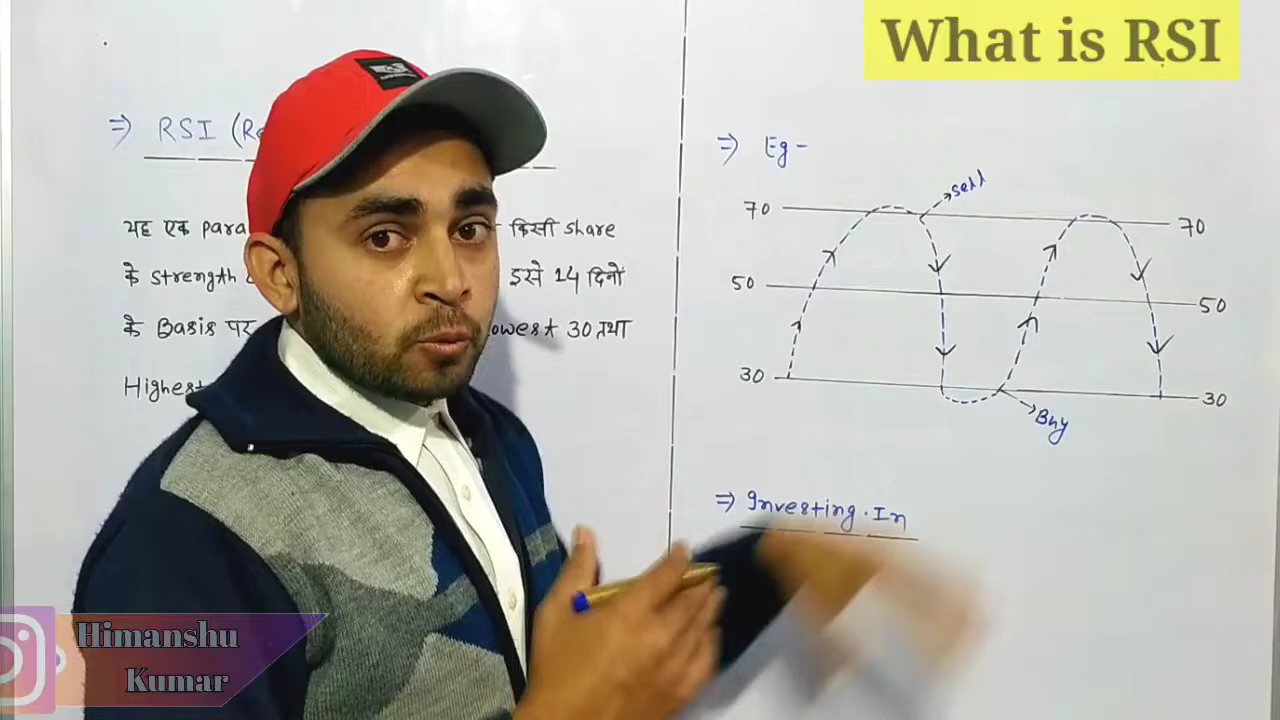 What is RSI
⇒ RSI (Re
यह एक para किसी share
के strength इसे 14 दिनो
के Basis पर owest 30 तथा
Highest
⇒ Eg-
sell
70 70
50 50
30 30
Buy
⇒ Investing.In
Himanshu
Kumar